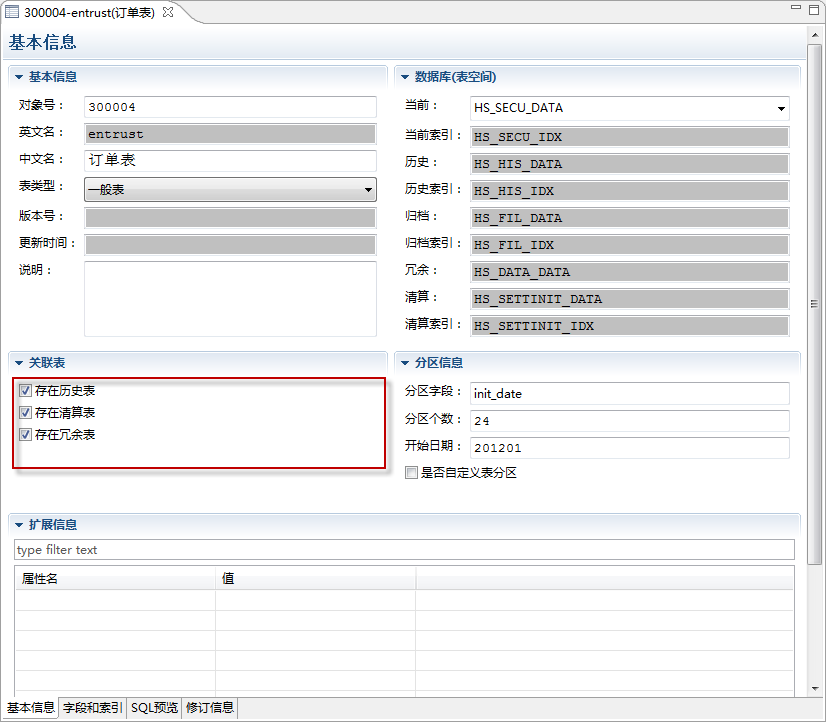 300004-entrust(订单表)
基本信息
基本信息
对象号： 300004
英文名： entrust
中文名： 订单表
表类型： 一般表
版本号：
更新时间：
说明：
数据库(表空间)
当前： HS_SECU_DATA
当前索引： HS_SECU_IDX
历史： HS_HIS_DATA
历史索引： HS_HIS_IDX
归档： HS_FIL_DATA
归档索引： HS_FIL_IDX
冗余： HS_DATA_DATA
清算： HS_SETTINIT_DATA
清算索引： HS_SETTINIT_IDX
关联表
存在历史表
存在清算表
存在冗余表
分区信息
分区字段： init_date
分区个数： 24
开始日期： 201201
是否自定义表分区
扩展信息
type filter text
属性名 值
基本信息 字段和索引 SQL预览 修订信息